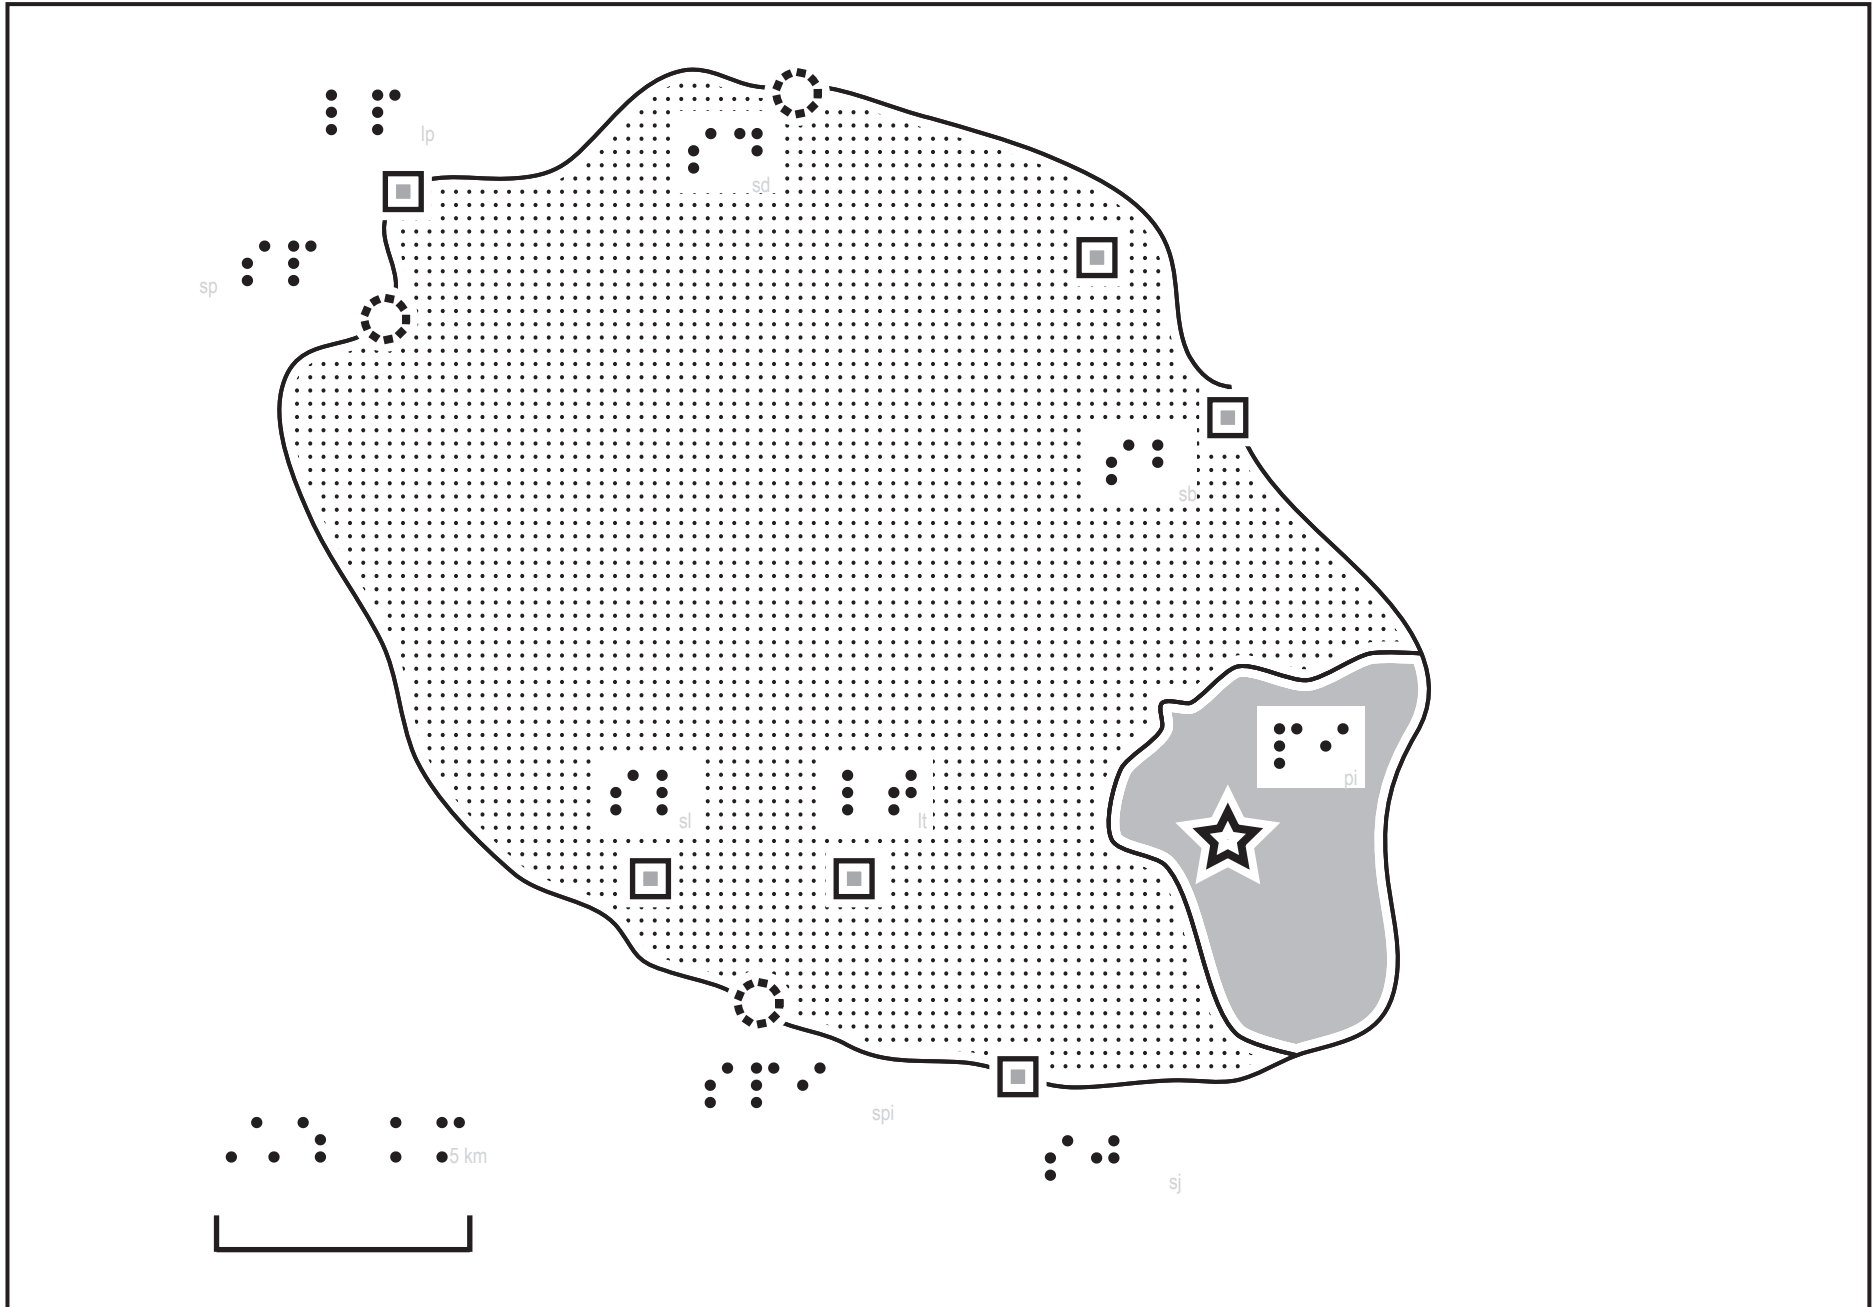 ⠇⠏
lp
⠎⠙
sd
⠎⠏
sp
⠎⠃
sb
⠏⠊
pi
⠎⠇
sl
⠇⠞
lt
⠎⠏⠊
spi
⠠⠡⠱ ⠅⠍
5 km
⠎⠚
sj